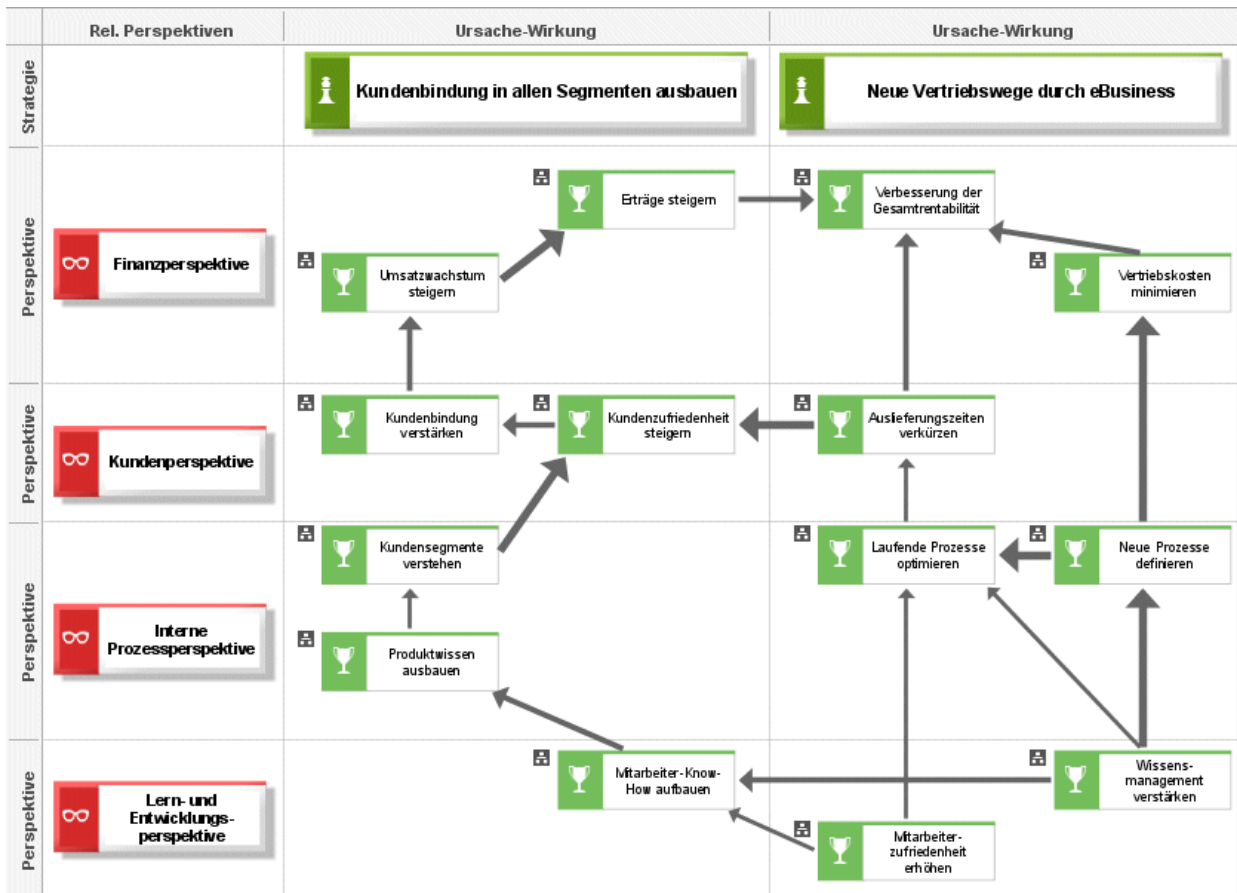 Rel. Perspektiven
Ursache-Wirkung
Ursache-Wirkung
Strategie
Kundenbindung in allen Segmenten ausbauen
Neue Vertriebswege durch eBusiness
Perspektive
Finanzperspektive
Erträge steigern
Verbesserung der
Gesamtrentabilität
Umsatzwachstum
steigern
Vertriebskosten
minimieren
Perspektive
Kundenperspektive
Kundenbindung
verstärken
Kundenzufriedenheit
steigern
Auslieferungszeiten
verkürzen
Perspektive
Interne
Prozessperspektive
Kundensegmente
verstehen
Laufende Prozesse
optimieren
Neue Prozesse
definieren
Produktwissen
ausbauen
Perspektive
Lern- und
Entwicklungs-
perspektive
Mitarbeiter-Know-
How aufbauen
Wissens-
management
verstärken
Mitarbeiter-
zufriedenheit
erhöhen